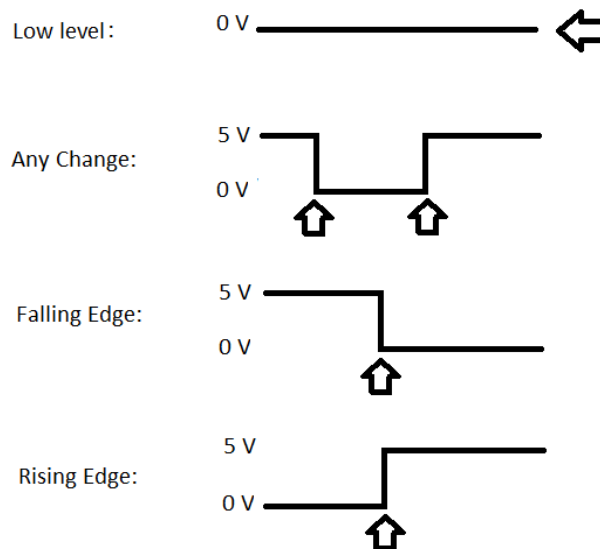 Low level: 0 V
5 V
Any Change:
0 V
5 V
Falling Edge:
0 V
5 V
Rising Edge:
0 V